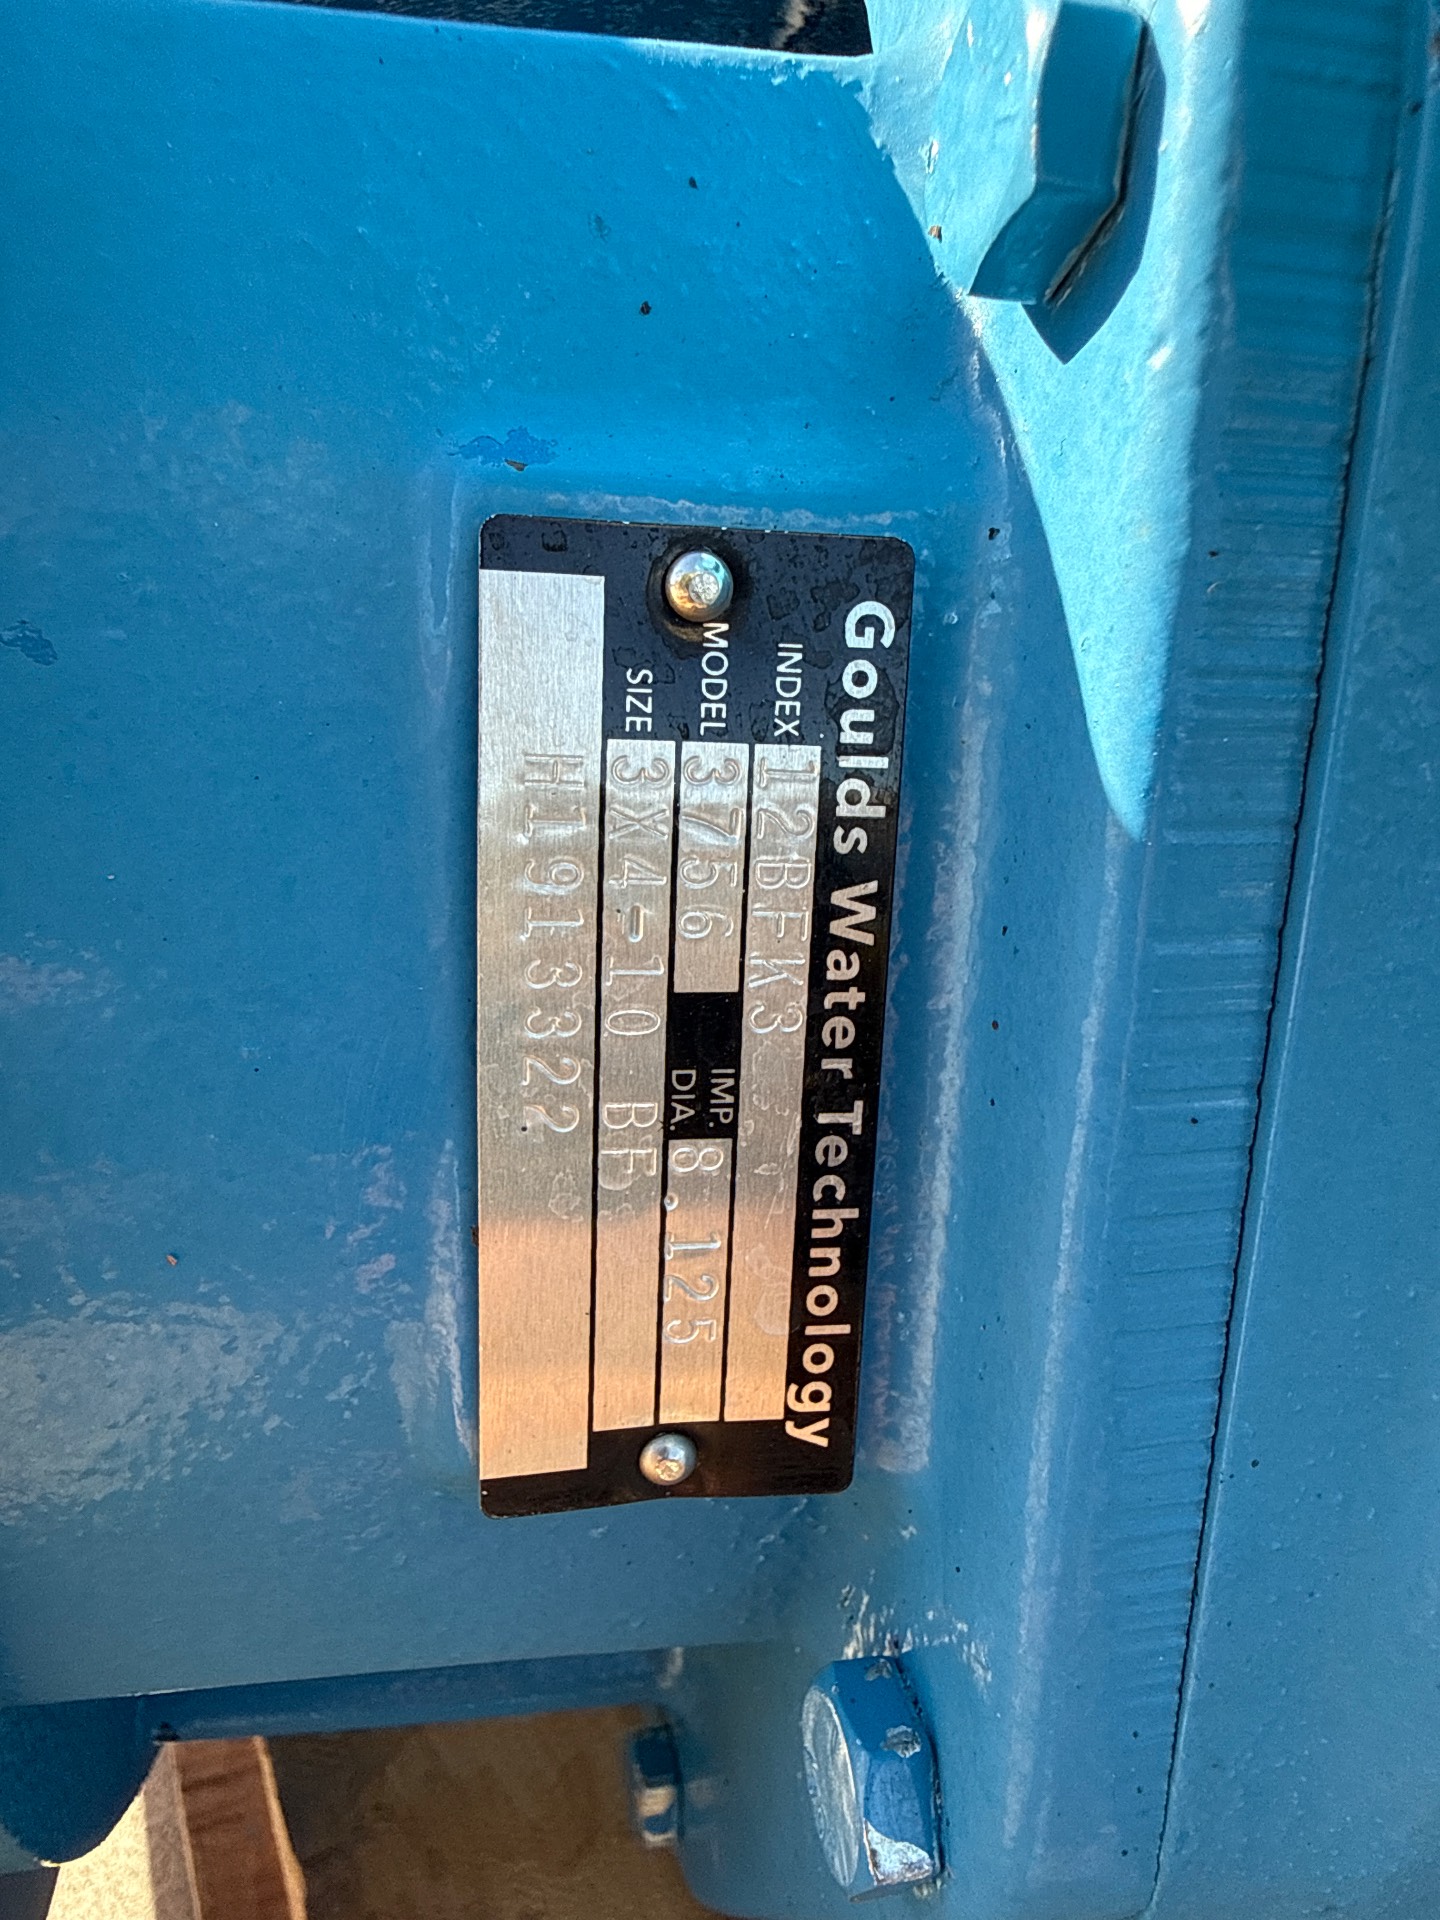 Goulds Water Technology
INDEX 12BFK3
MODEL 3756 IMP. DIA. 8.125
SIZE 3X4-10 BF
H1913322